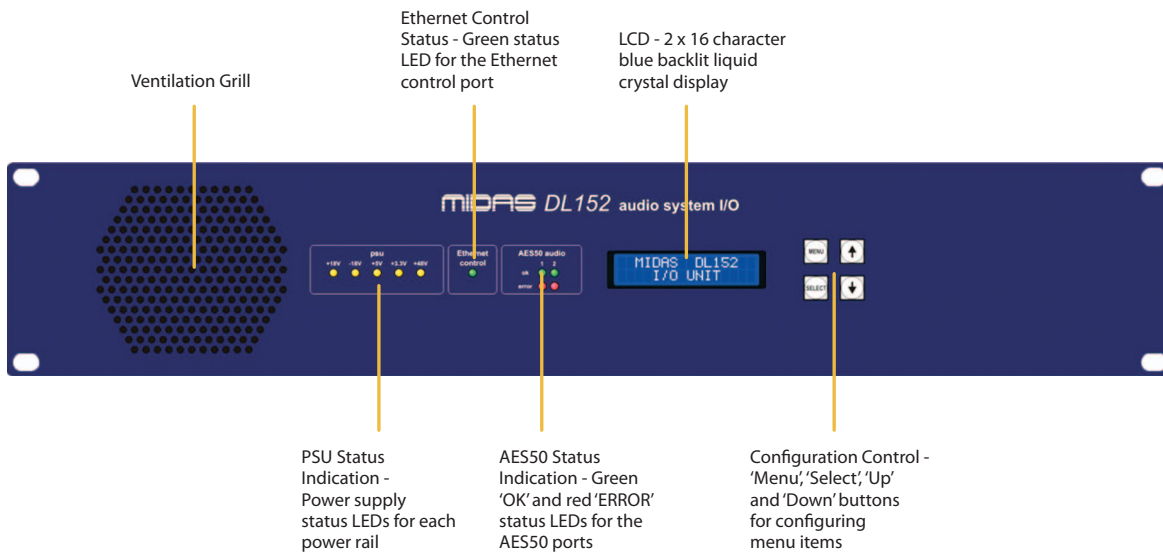 Ethernet Control
Status - Green status
LED for the Ethernet
control port
LCD - 2 x 16 character
blue backlit liquid
crystal display
Ventilation Grill
MIDAS DL152 audio system I/O
psu
+18V -18V +5V +3.3V +48V
Ethernet
control
AES50 audio
1 2
ok
error
MIDAS DL152
I/O UNIT
MENU
SELECT
PSU Status
Indication -
Power supply
status LEDs for each
power rail
AES50 Status
Indication - Green
‘OK’ and red ‘ERROR’
status LEDs for the
AES50 ports
Configuration Control -
‘Menu’, ‘Select’, ‘Up’
and ‘Down’ buttons
for configuring
menu items